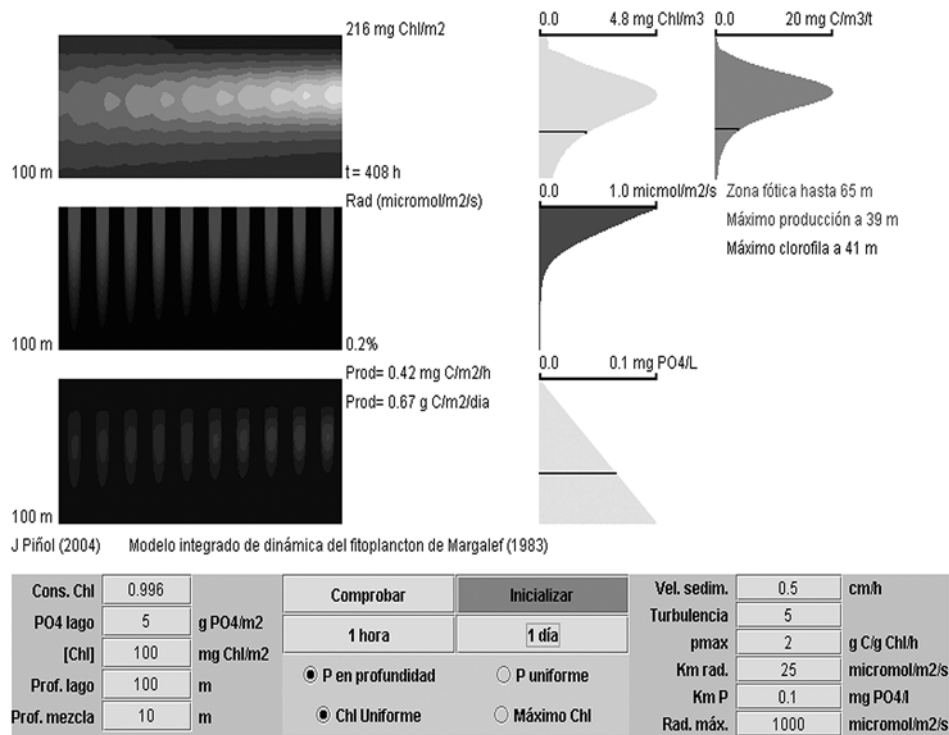 216 mg Chl/m2
100 m
t = 408 h
0.0 4.8 mg Chl/m3
0.0 20 mg C/m3/t
Rad (micromol/m2/s)
100 m
0.2%
0.0 1.0 micmol/m2/s
Zona fótica hasta 65 m
Máximo producción a 39 m
Máximo clorofila a 41 m
Prod= 0.42 mg C/m2/h
Prod= 0.67 g C/m2/dia
100 m
0.0 0.1 mg PO4/L
J Piñol (2004) Modelo integrado de dinámica del fitoplancton de Margalef (1983)
Cons. Chl 0.996
PO4 lago 5 g PO4/m2
[Chl] 100 mg Chl/m2
Prof. lago 100 m
Prof. mezcla 10 m
Comprobar Inicializar
1 hora 1 día
P en profundidad P uniforme
Chl Uniforme Máximo Chl
Vel. sedim. 0.5 cm/h
Turbulencia 5
pmax 2 g C/g Chl/h
Km rad. 25 micromol/m2/s
Km P 0.1 mg PO4/l
Rad. máx. 1000 micromol/m2/s